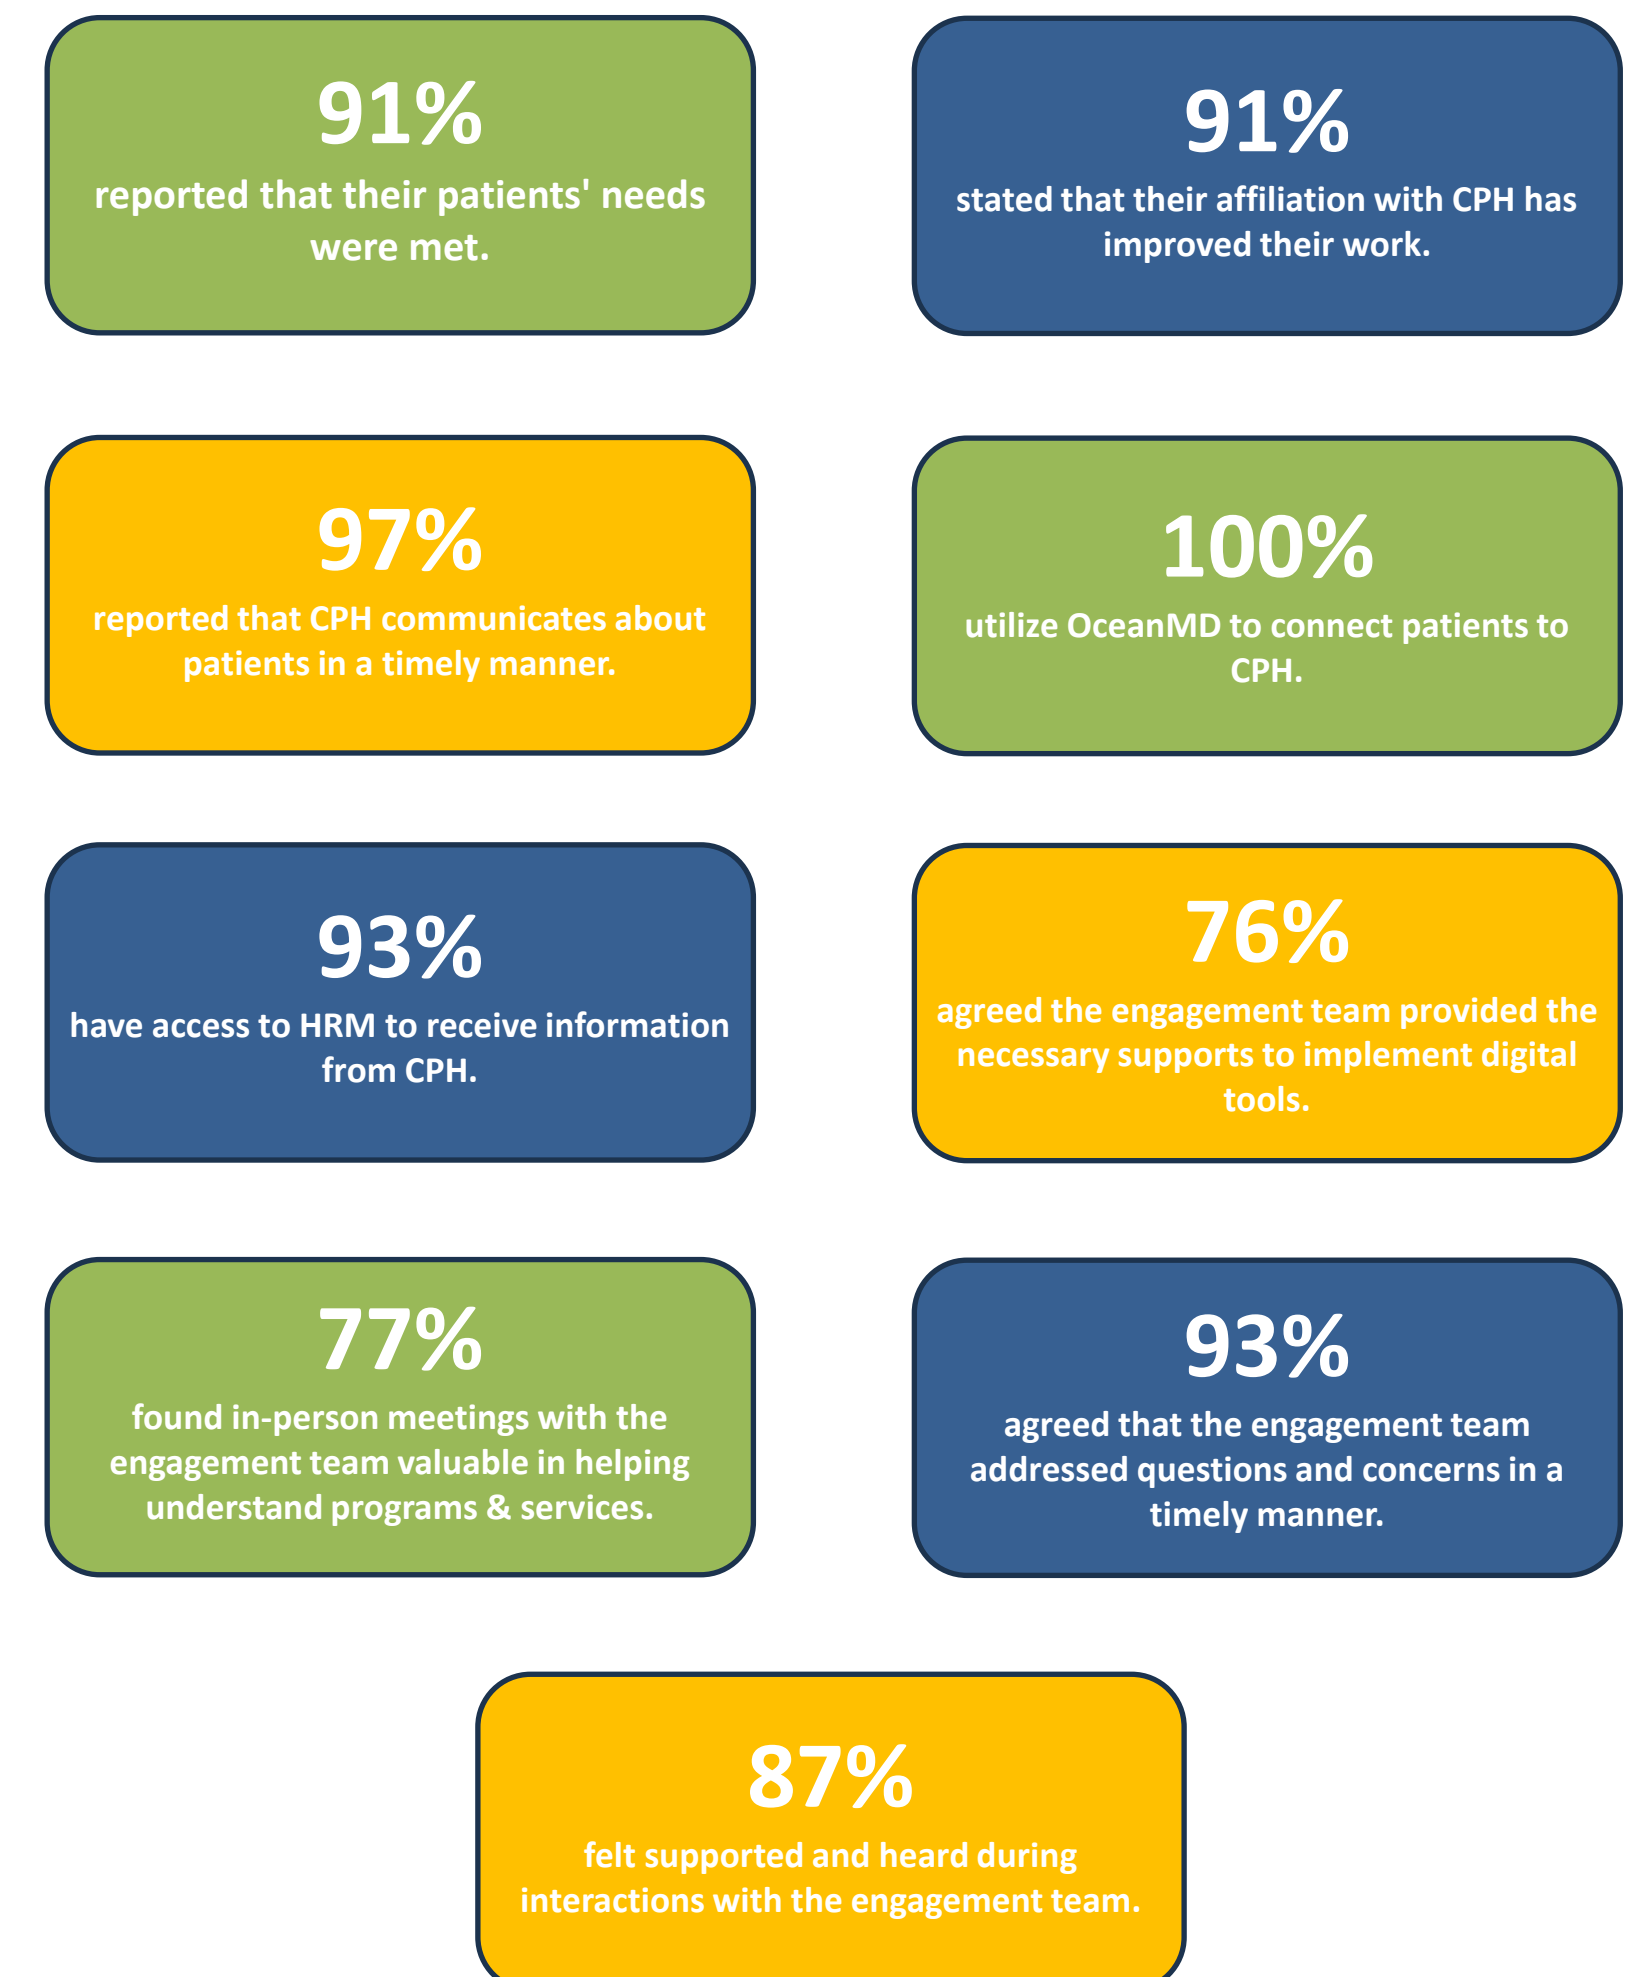 91%
reported that their patients' needs
were met.
91%
stated that their affiliation with CPH has
improved their work.
97%
reported that CPH communicates about
patients in a timely manner.
100%
utilize OceanMD to connect patients to
CPH.
93%
have access to HRM to receive information
from CPH.
76%
agreed the engagement team provided the
necessary supports to implement digital
tools.
77%
found in-person meetings with the
engagement team valuable in helping
understand programs & services.
93%
agreed that the engagement team
addressed questions and concerns in a
timely manner.
87%
felt supported and heard during
interactions with the engagement team.